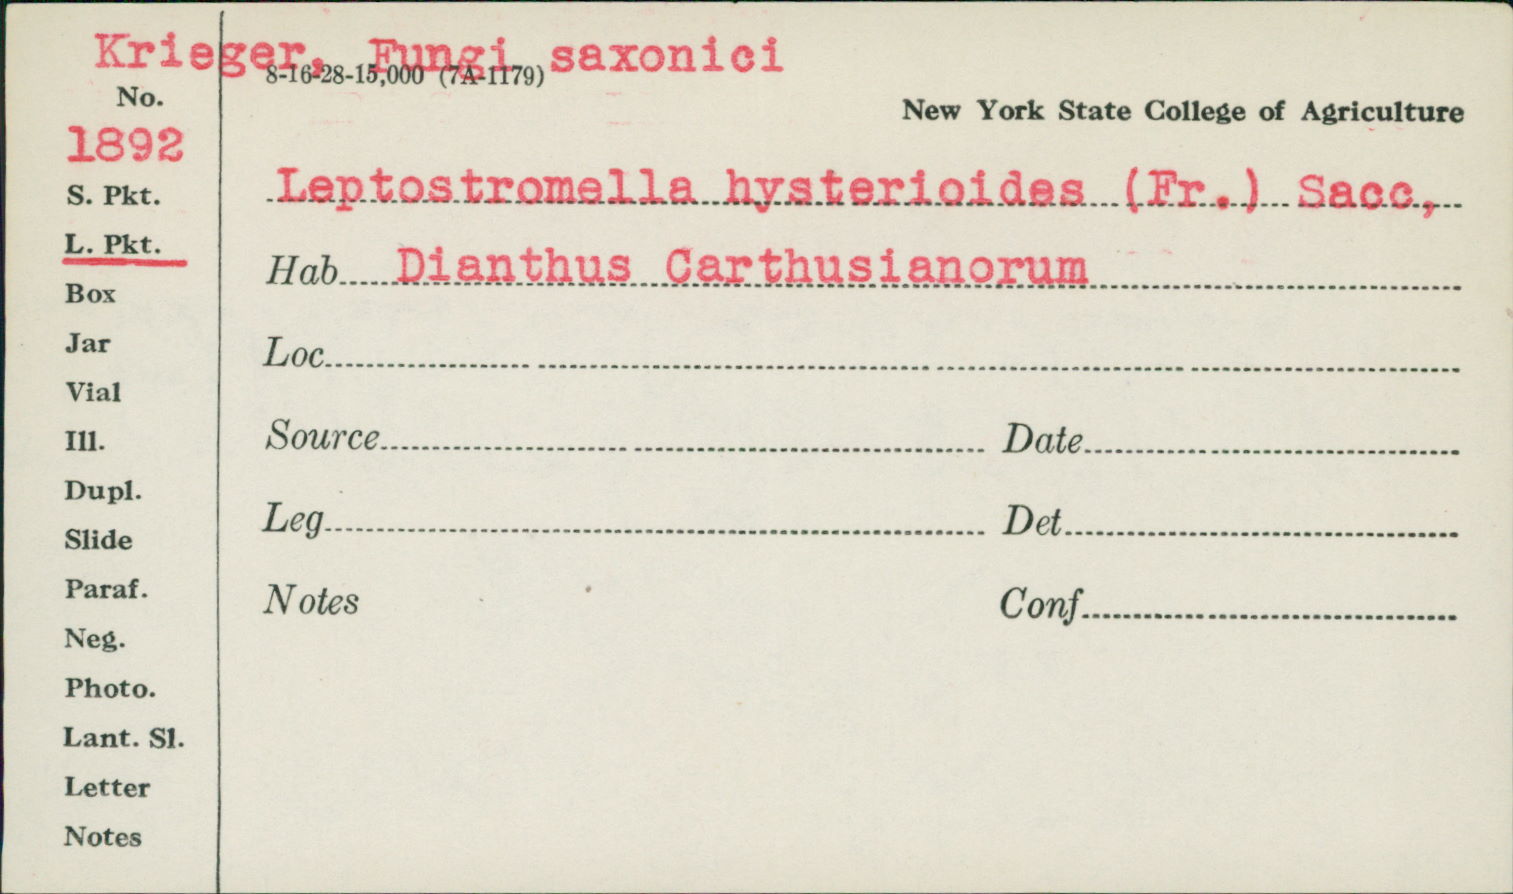 Krieger, Fungi saxonici
8-16-28-15,000 (7A-1179)
No.
New York State College of Agriculture
1892
S. Pkt.
Leptostromella hysterioides (Fr.) Sacc,
L. Pkt.
Hab Dianthus Carthusianorum
Box
Jar
Loc
Vial
Ill.
Source Date
Dupl.
Slide
Leg Det
Paraf.
Notes Conf
Neg.
Photo.
Lant. Sl.
Letter
Notes